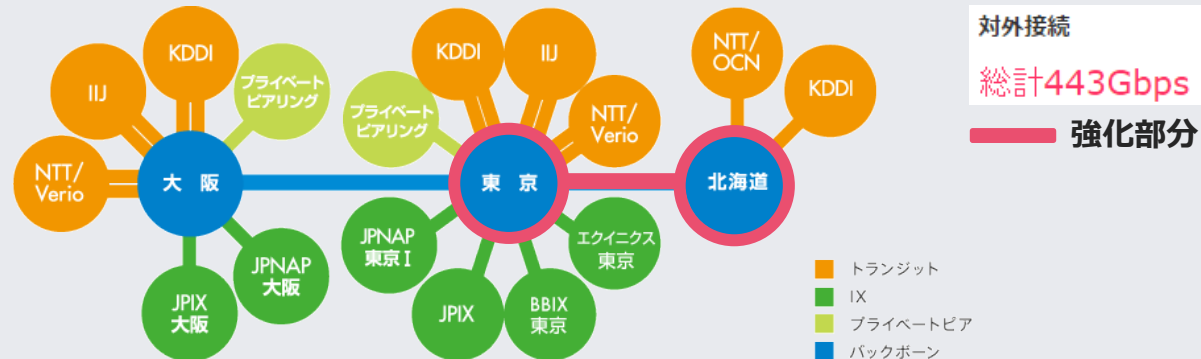 KDDI
IIJ
プライベート
ピアリング
NTT/
Verio
大 阪
JPIX
大阪
JPNAP
大阪
プライベート
ピアリング
KDDI
IIJ
NTT/
Verio
東 京
JPNAP
東京 I
JPIX
BBIX
東京
エクイニクス
東京
NTT/
OCN
KDDI
北海道
対外接続
総計443Gbps
強化部分
トランジット
IX
プライベートピア
バックボーン